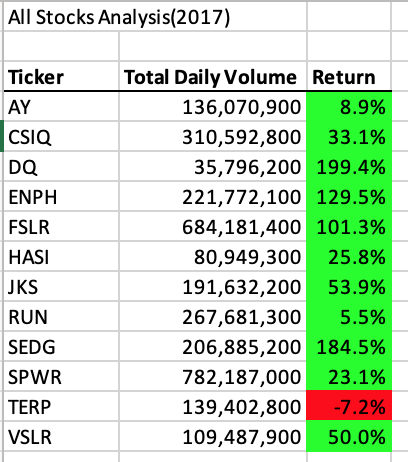 All Stocks Analysis(2017)
Ticker Total Daily Volume Return
AY 136,070,900 8.9%
CSIQ 310,592,800 33.1%
DQ 35,796,200 199.4%
ENPH 221,772,100 129.5%
FSLR 684,181,400 101.3%
HASI 80,949,300 25.8%
JKS 191,632,200 53.9%
RUN 267,681,300 5.5%
SEDG 206,885,200 184.5%
SPWR 782,187,000 23.1%
TERP 139,402,800 -7.2%
VSLR 109,487,900 50.0%